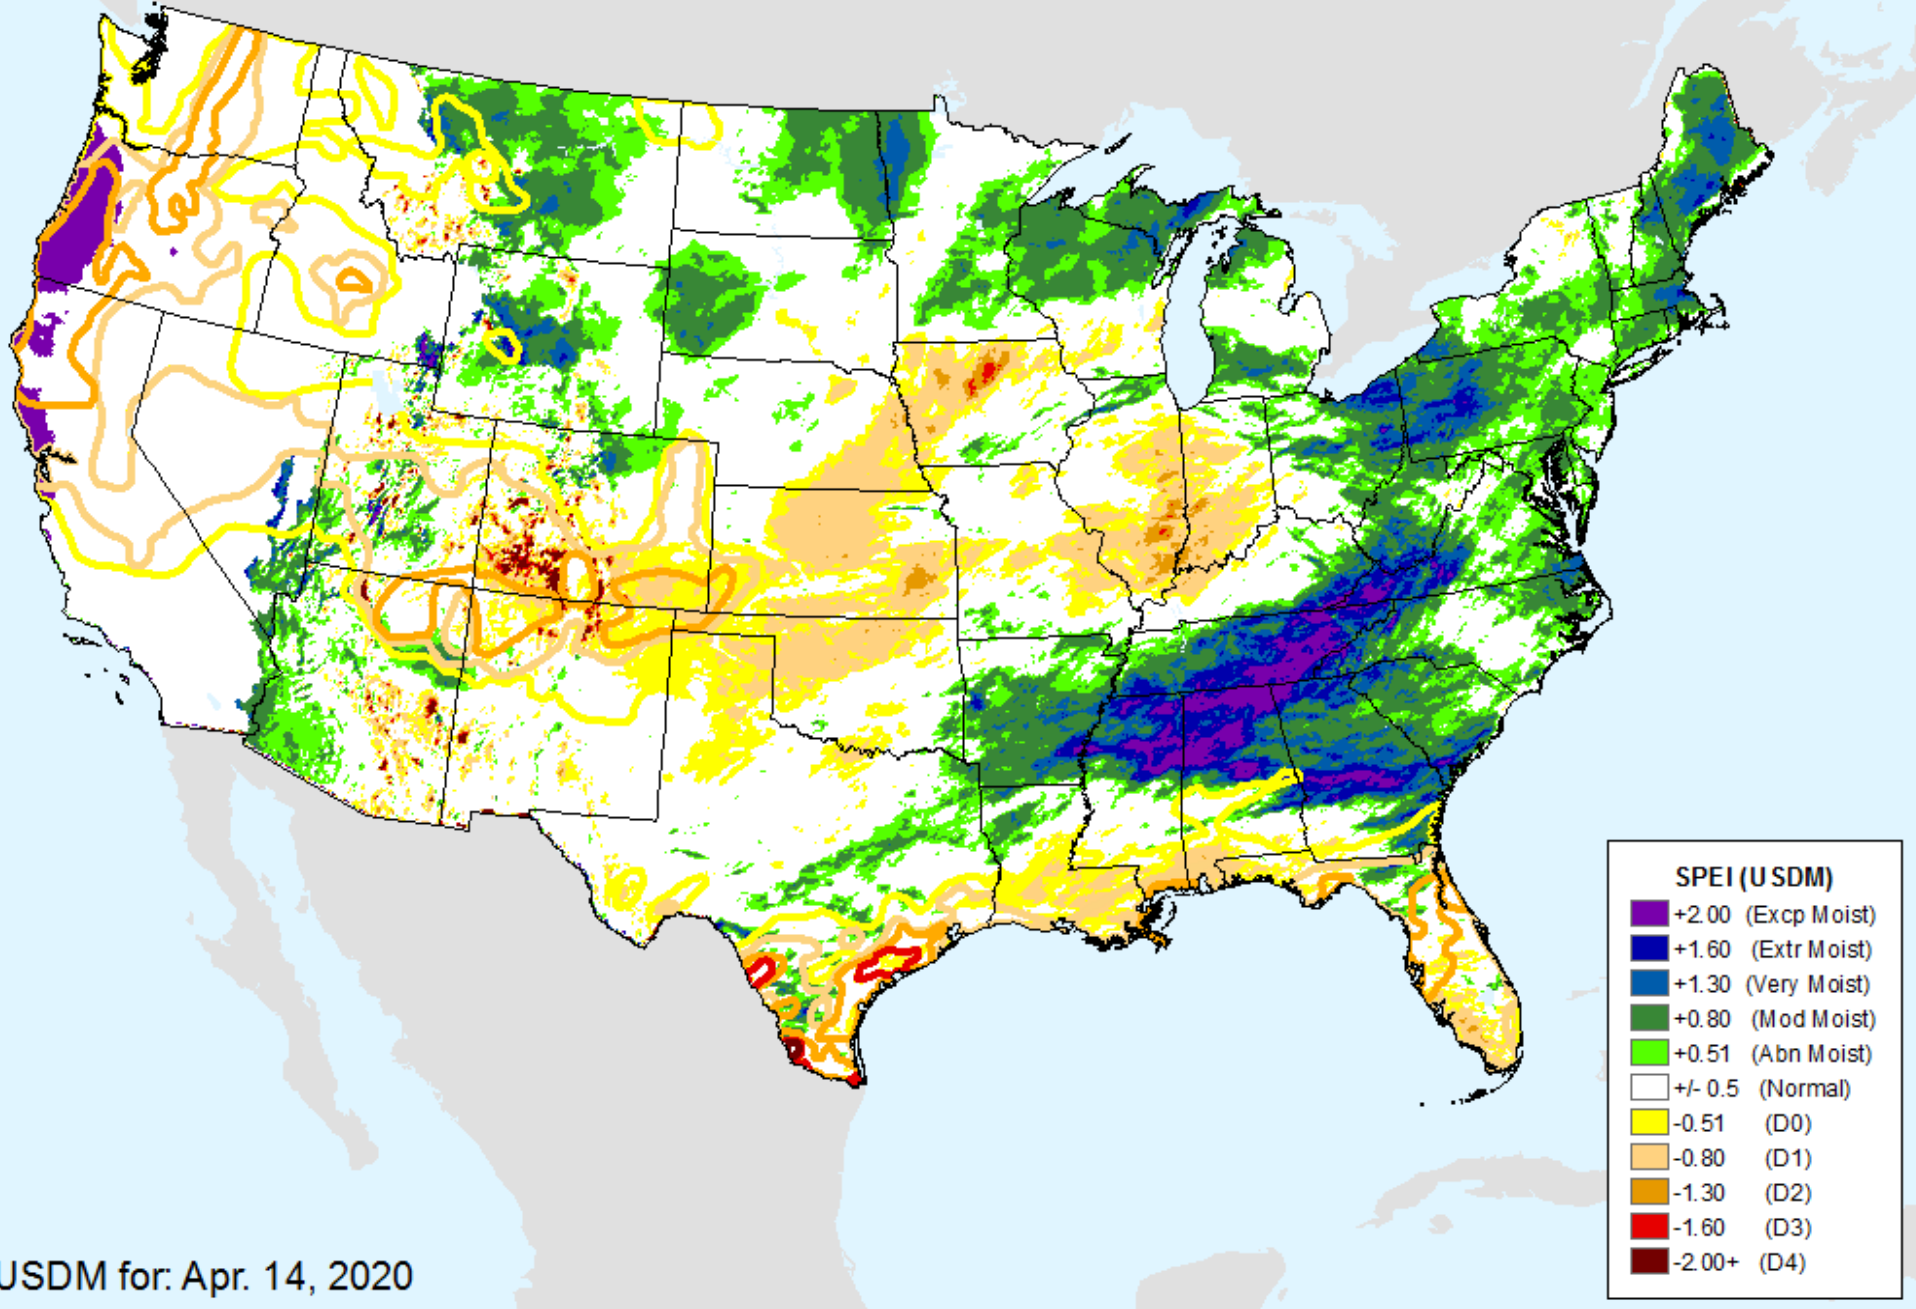 SPEI (USDM)
+2.00 (Excp Moist)
+1.60 (Extr Moist)
+1.30 (Very Moist)
+0.80 (Mod Moist)
+0.51 (Abn Moist)
+/- 0.5 (Normal)
-0.51 (D0)
-0.80 (D1)
-1.30 (D2)
-1.60 (D3)
-2.00+ (D4)
USDM for: Apr. 14, 2020